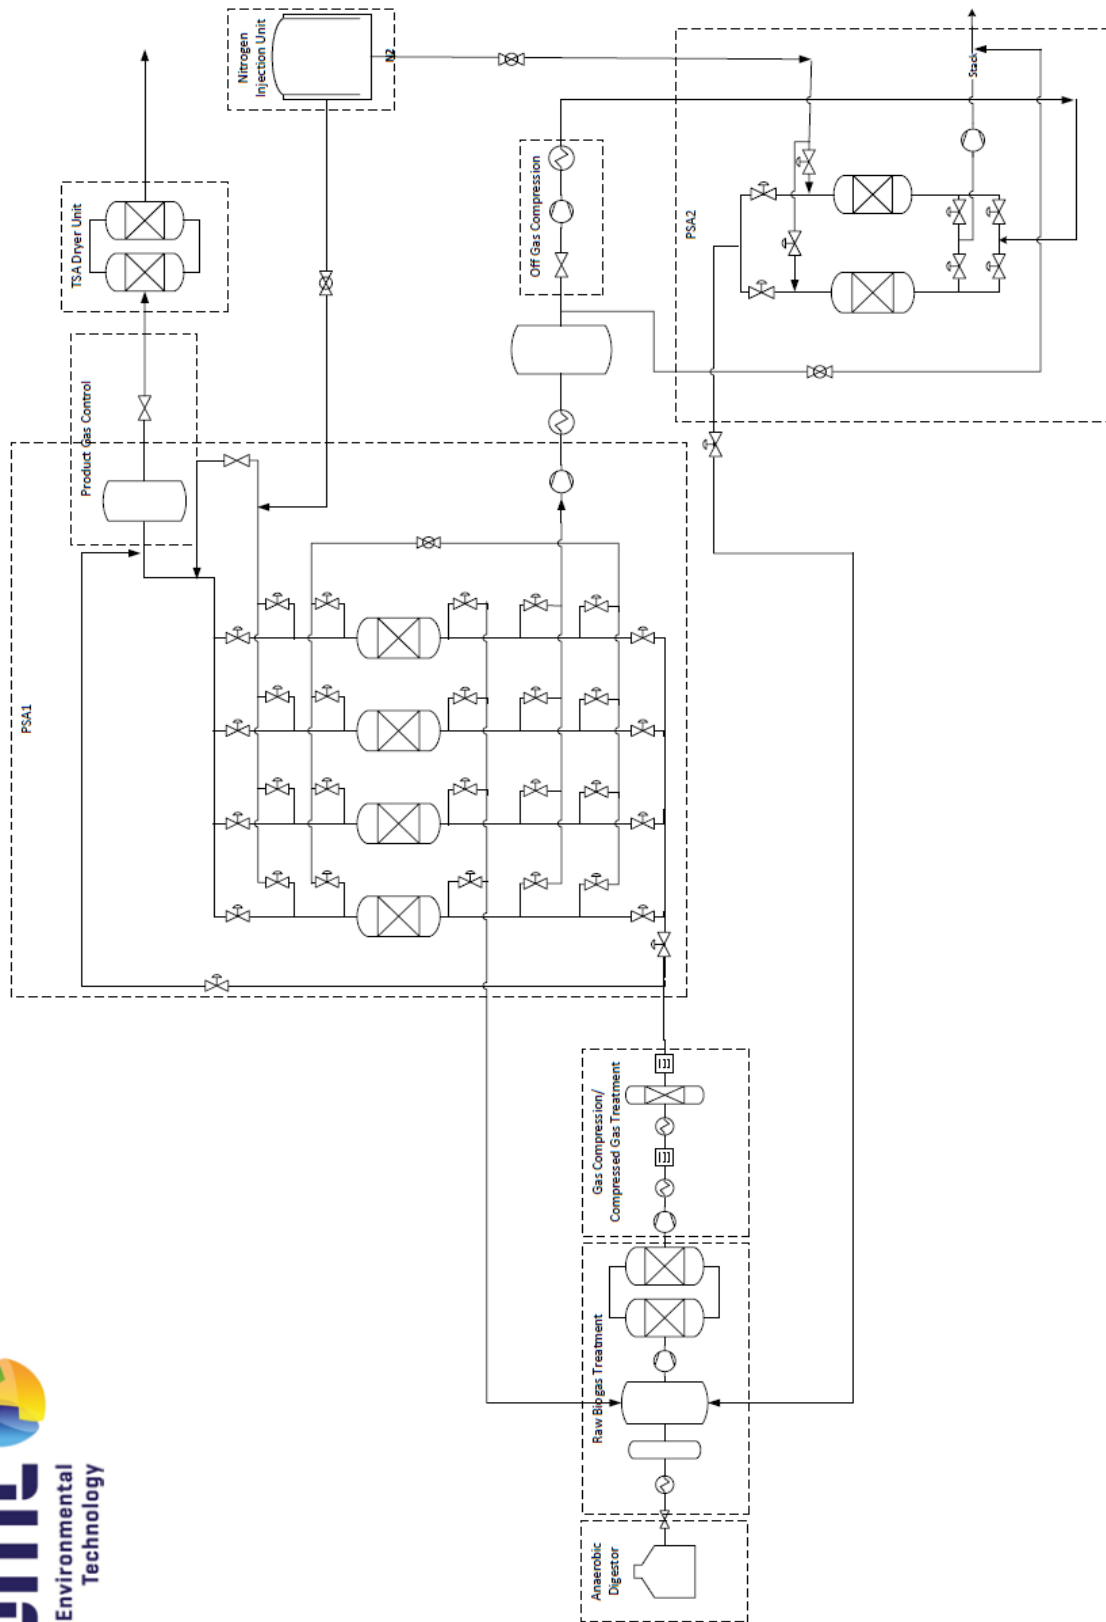 Environmental
Technology
Anaerobic
Digestor
Raw Biogas Treatment
Gas Compression/
Compressed Gas Treatment
PSA1
Product Gas Control
TSA Dryer Unit
Nitrogen
Injection Unit
N2
Off Gas Compression
PSA2
Stack